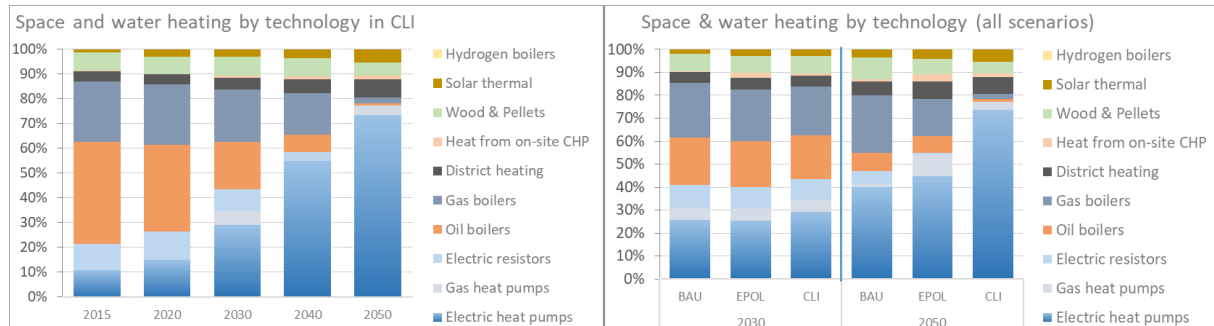 Space and water heating by technology in CLI
100%
90%
80%
70%
60%
50%
40%
30%
20%
10%
0%
2015 2020 2030 2040 2050
Hydrogen boilers
Solar thermal
Wood & Pellets
Heat from on-site CHP
District heating
Gas boilers
Oil boilers
Electric resistors
Gas heat pumps
Electric heat pumps
Space & water heating by technology (all scenarios)
100%
90%
80%
70%
60%
50%
40%
30%
20%
10%
0%
BAU EPOL CLI BAU EPOL CLI
2030 2050
Hydrogen boilers
Solar thermal
Wood & Pellets
Heat from on-site CHP
District heating
Gas boilers
Oil boilers
Electric resistors
Gas heat pumps
Electric heat pumps